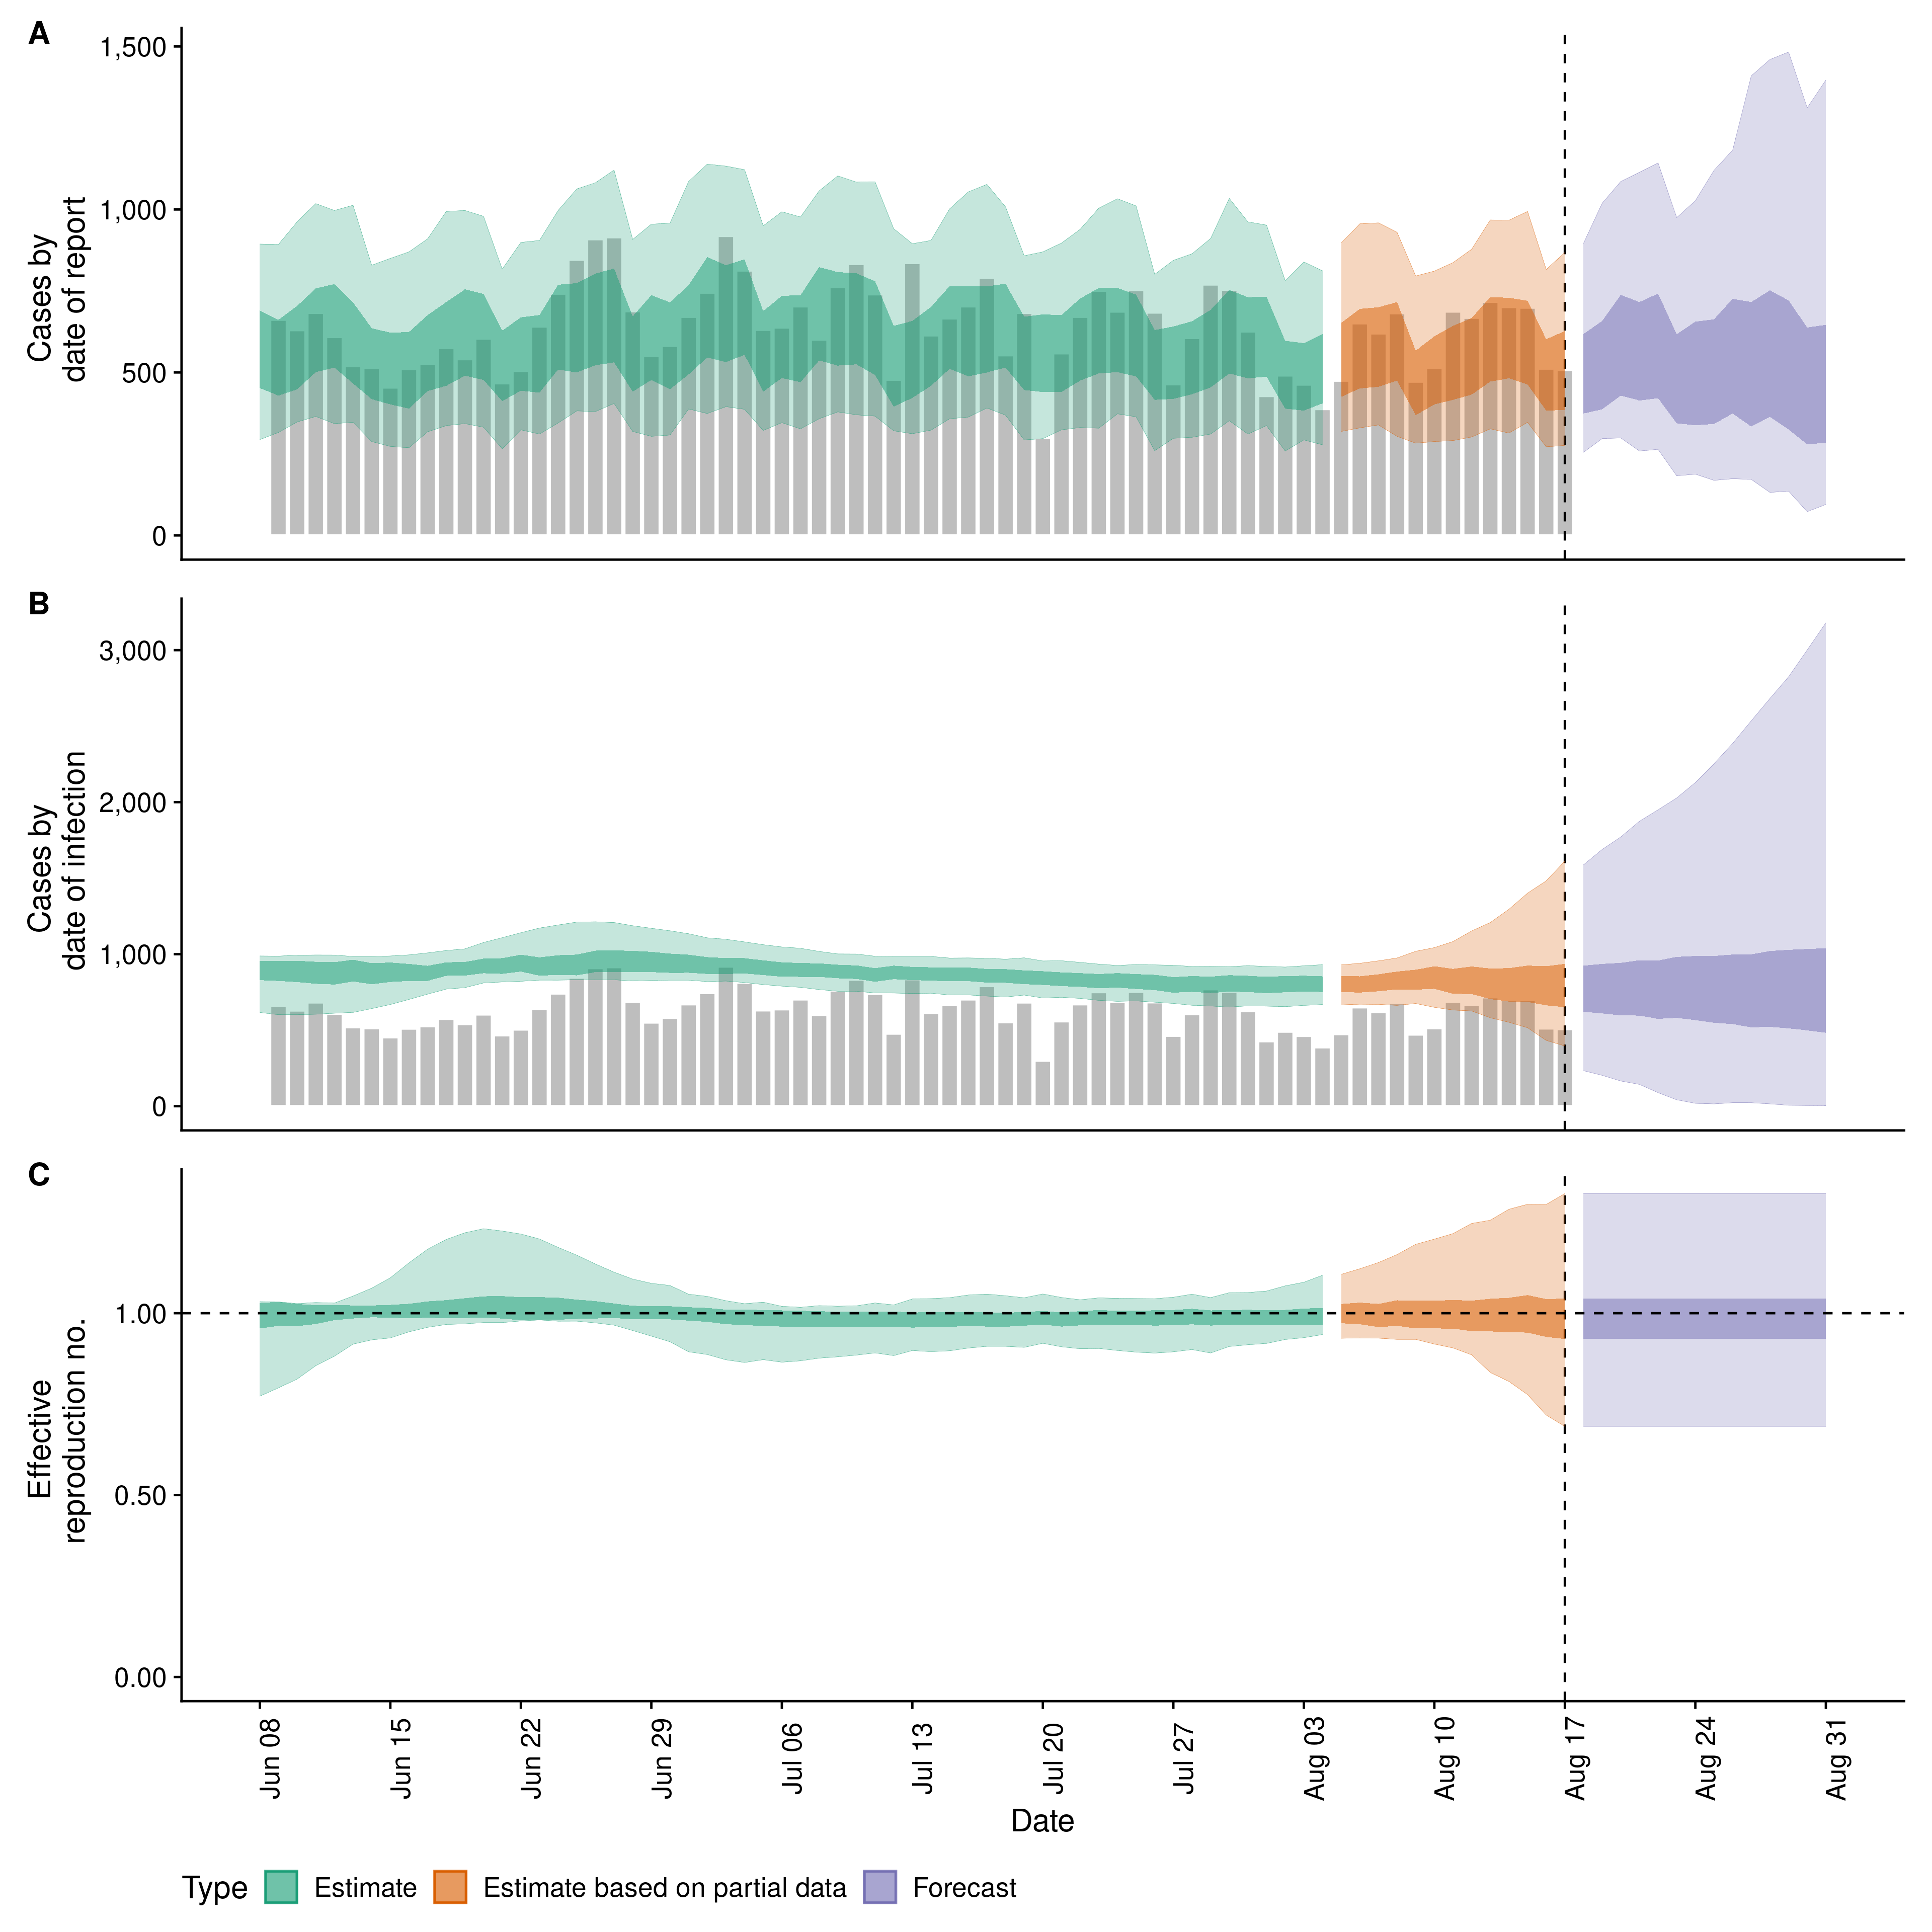 A
Cases by
date of report
1,500
1,000
500
0
B
Cases by
date of infection
3,000
2,000
1,000
0
C
Effective
reproduction no.
1.00
0.50
0.00
Jun 08
Jun 15
Jun 22
Jun 29
Jul 06
Jul 13
Jul 20
Jul 27
Aug 03
Aug 10
Aug 17
Aug 24
Aug 31
Date
Type Estimate Estimate based on partial data Forecast